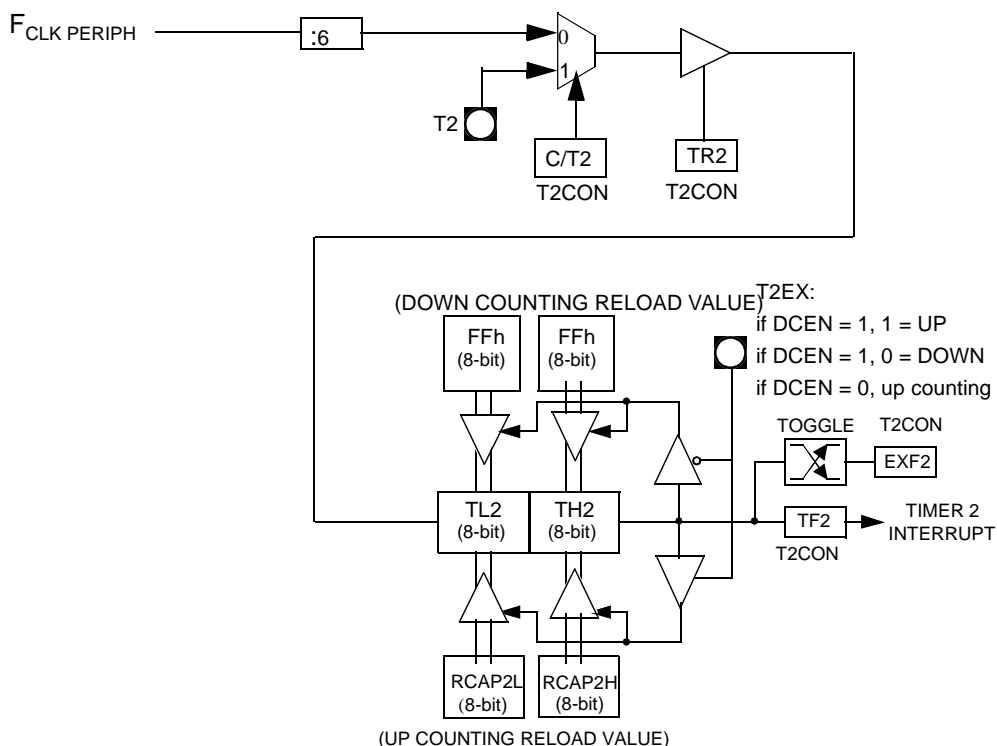 FCLK PERIPH
:6
0
1
T2
C/T2
T2CON
TR2
T2CON
(DOWN COUNTING RELOAD VALUE)
T2EX:
if DCEN = 1, 1 = UP
if DCEN = 1, 0 = DOWN
if DCEN = 0, up counting
FFh
(8-bit)
FFh
(8-bit)
TOGGLE
T2CON
EXF2
TL2
(8-bit)
TH2
(8-bit)
TF2
T2CON
TIMER 2
INTERRUPT
RCAP2L
(8-bit)
RCAP2H
(8-bit)
(UP COUNTING RELOAD VALUE)